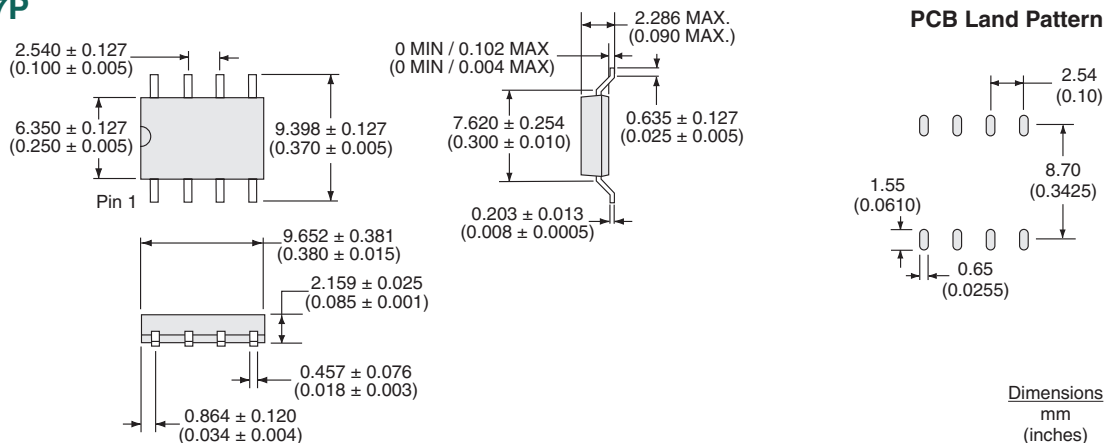 PCB Land Pattern
2.540 ± 0.127
(0.100 ± 0.005)
6.350 ± 0.127
(0.250 ± 0.005)
9.398 ± 0.127
(0.370 ± 0.005)
Pin 1
9.652 ± 0.381
(0.380 ± 0.015)
2.159 ± 0.025
(0.085 ± 0.001)
0.457 ± 0.076
(0.018 ± 0.003)
0.864 ± 0.120
(0.034 ± 0.004)
2.286 MAX.
(0.090 MAX.)
0 MIN / 0.102 MAX
(0 MIN / 0.004 MAX)
7.620 ± 0.254
(0.300 ± 0.010)
0.635 ± 0.127
(0.025 ± 0.005)
0.203 ± 0.013
(0.008 ± 0.0005)
2.54
(0.10)
8.70
(0.3425)
1.55
(0.0610)
0.65
(0.0255)
Dimensions
mm
(inches)